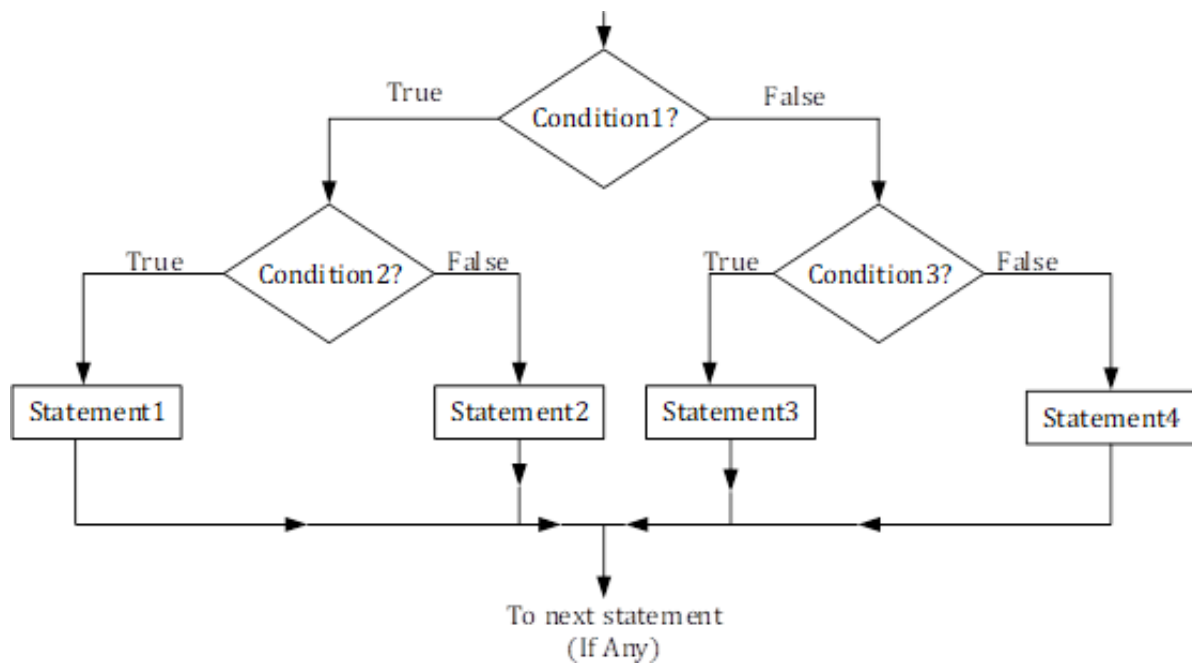 True
False
Condition1?
True
False
True
False
Condition2?
Condition3?
Statement1
Statement2
Statement3
Statement4
To next statement
(If Any)